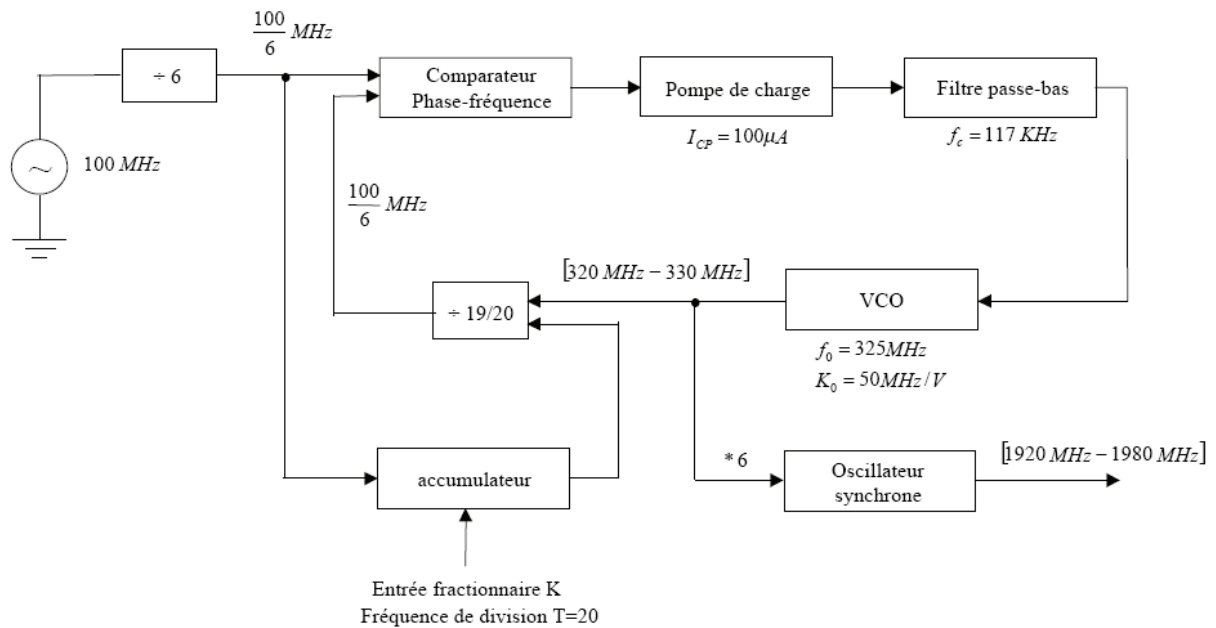 100/6 MHz
÷ 6
Comparateur
Phase-fréquence
Pompe de charge
Filtre passe-bas
I_CP = 100μA
f_c = 117 KHz
~
100 MHz
100/6 MHz
[320 MHz − 330 MHz]
÷ 19/20
VCO
f_0 = 325MHz
K_0 = 50MHz/V
accumulateur
*6
Oscillateur
synchrone
[1920 MHz − 1980 MHz]
Entrée fractionnaire K
Fréquence de division T=20